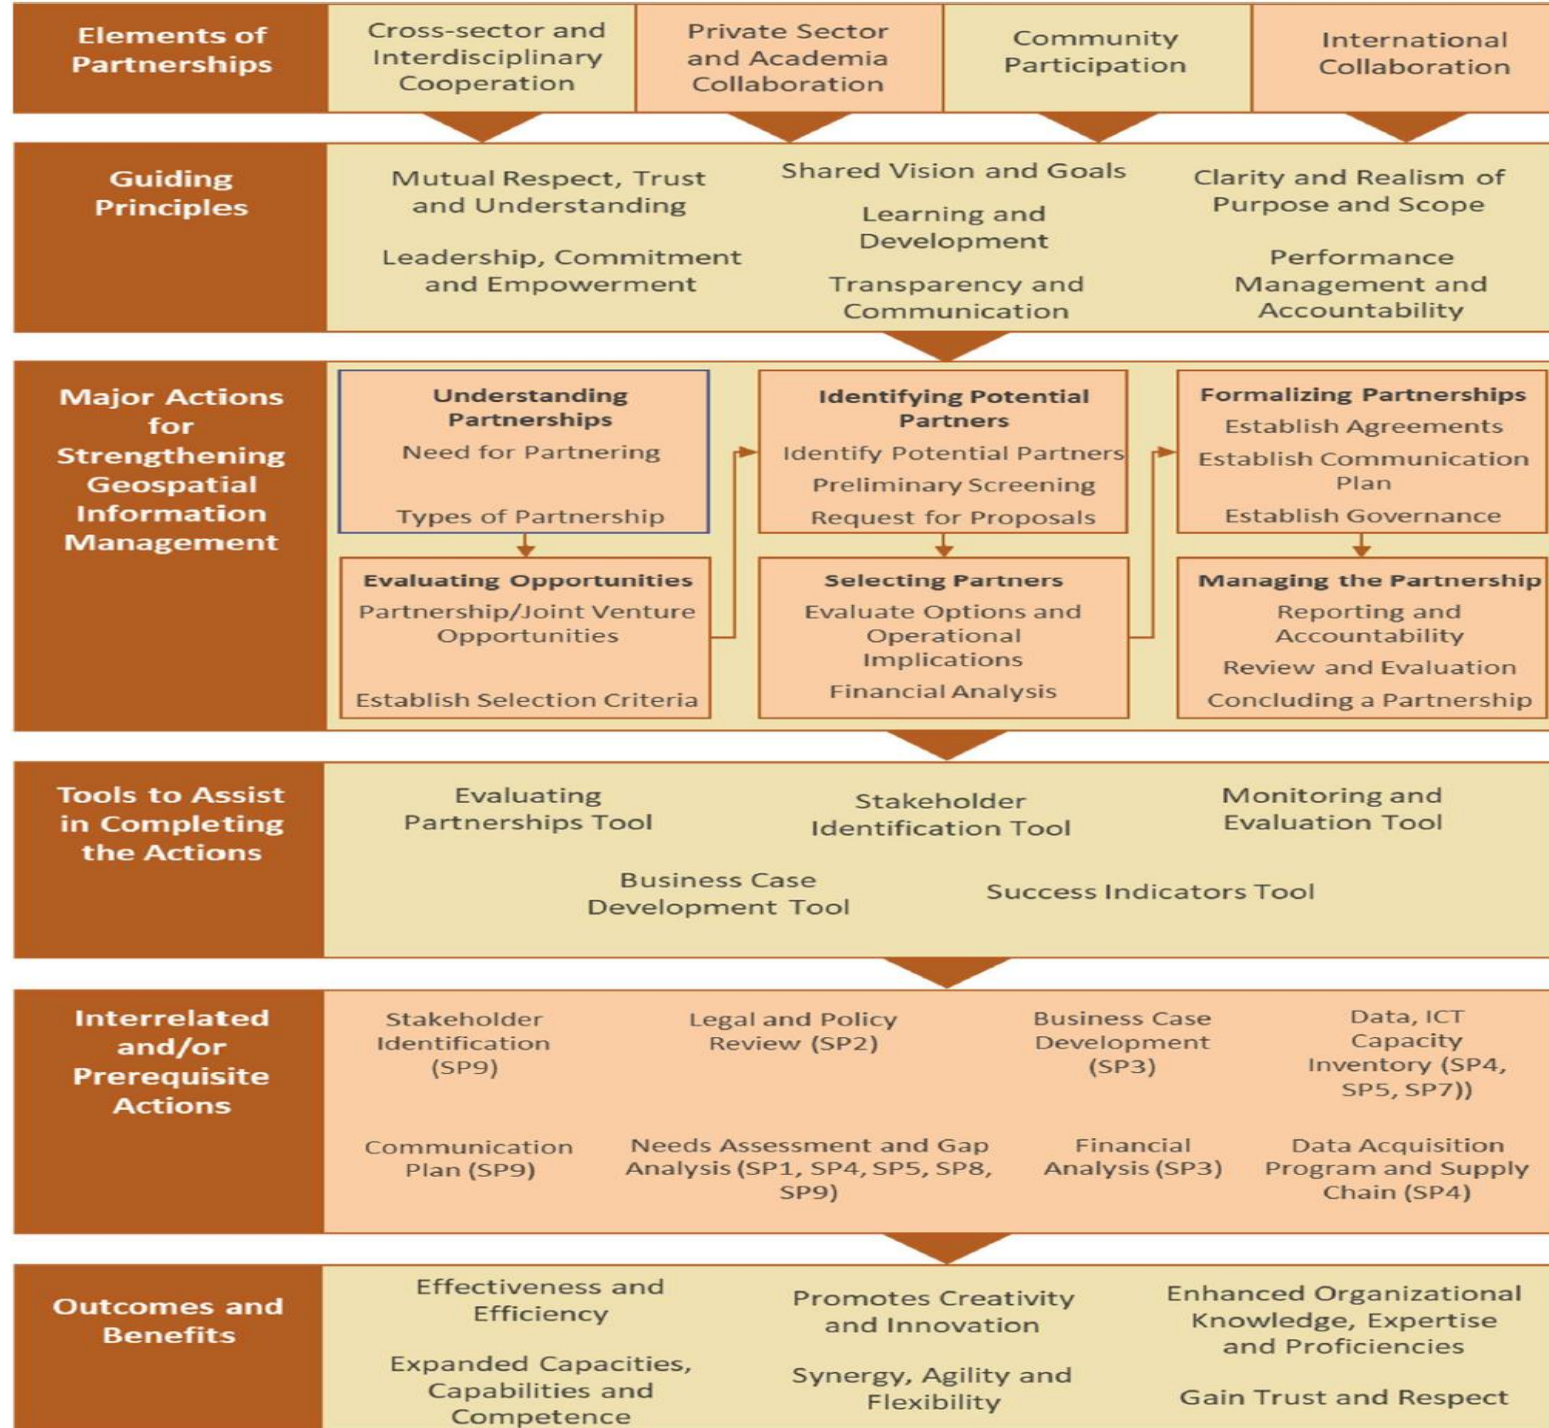 Elements of
Partnerships
Cross-sector and
Interdisciplinary
Cooperation
Private Sector
and Academia
Collaboration
Community
Participation
International
Collaboration
Guiding
Principles
Mutual Respect, Trust
and Understanding
Leadership, Commitment
and Empowerment
Shared Vision and Goals
Learning and
Development
Transparency and
Communication
Clarity and Realism of
Purpose and Scope
Performance
Management and
Accountability
Major Actions
for
Strengthening
Geospatial
Information
Management
Understanding
Partnerships
Need for Partnering
Types of Partnership
Evaluating Opportunities
Partnership/Joint Venture
Opportunities
Establish Selection Criteria
Identifying Potential
Partners
Identify Potential Partners
Preliminary Screening
Request for Proposals
Selecting Partners
Evaluate Options and
Operational
Implications
Financial Analysis
Formalizing Partnerships
Establish Agreements
Establish Communication
Plan
Establish Governance
Managing the Partnership
Reporting and
Accountability
Review and Evaluation
Concluding a Partnership
Tools to Assist
in Completing
the Actions
Evaluating
Partnerships Tool
Stakeholder
Identification Tool
Monitoring and
Evaluation Tool
Business Case
Development Tool
Success Indicators Tool
Interrelated
and/or
Prerequisite
Actions
Stakeholder
Identification
(SP9)
Legal and Policy
Review (SP2)
Business Case
Development
(SP3)
Data, ICT
Capacity
Inventory (SP4,
SP5, SP7))
Communication
Plan (SP9)
Needs Assessment and Gap
Analysis (SP1, SP4, SP5, SP8,
SP9)
Financial
Analysis (SP3)
Data Acquisition
Program and Supply
Chain (SP4)
Outcomes and
Benefits
Effectiveness and
Efficiency
Expanded Capacities,
Capabilities and
Competence
Promotes Creativity
and Innovation
Synergy, Agility and
Flexibility
Enhanced Organizational
Knowledge, Expertise
and Proficiencies
Gain Trust and Respect